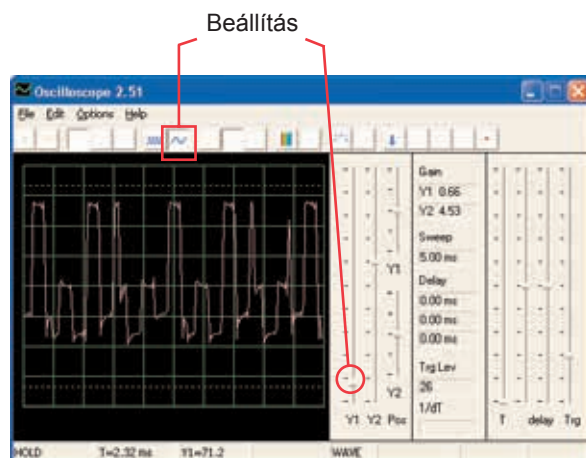 Beállítás
Oscilloscope 2.51
File Edit Options Help
Gain
Y1 0.66
Y2 4.53
Sweep
5.00 ms
Delay
0.00 ms
0.00 ms
0.00 ms
Trg Lev
26
1/dT
Y1
Y2
Y1 Y2 Pos
T delay Trg
HOLD T=2.32 ms Y1=71.2 WAVE